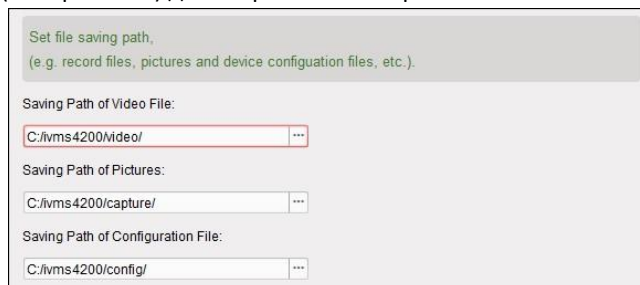 Set file saving path,
(e.g. record files, pictures and device configuation files, etc.).
Saving Path of Video File:
C:/ivms4200/video/ ...
Saving Path of Pictures:
C:/ivms4200/capture/ ...
Saving Path of Configuration File:
C:/ivms4200/config/ ...